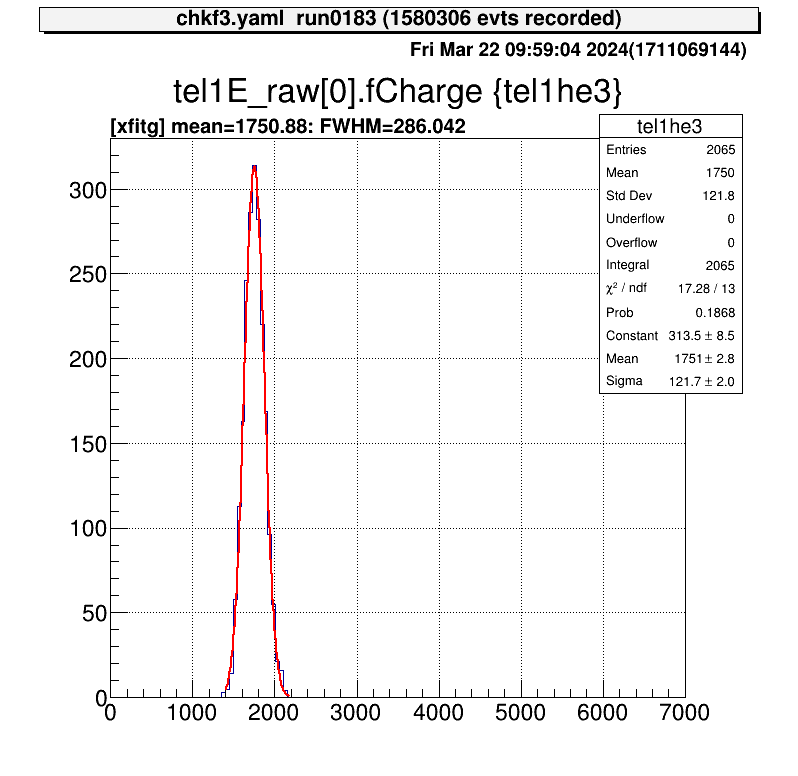 chkf3.yaml run0183 (1580306 evts recorded)
Fri Mar 22 09:59:04 2024(1711069144)
tel1E_raw[0].fCharge {tel1he3}
[xfitg] mean=1750.88: FWHM=286.042
tel1he3
Entries 2065
Mean 1750
Std Dev 121.8
Underflow 0
Overflow 0
Integral 2065
χ² / ndf 17.28 / 13
Prob 0.1868
Constant 313.5 ± 8.5
Mean 1751 ± 2.8
Sigma 121.7 ± 2.0
300
250
200
150
100
50
0
0 1000 2000 3000 4000 5000 6000 7000